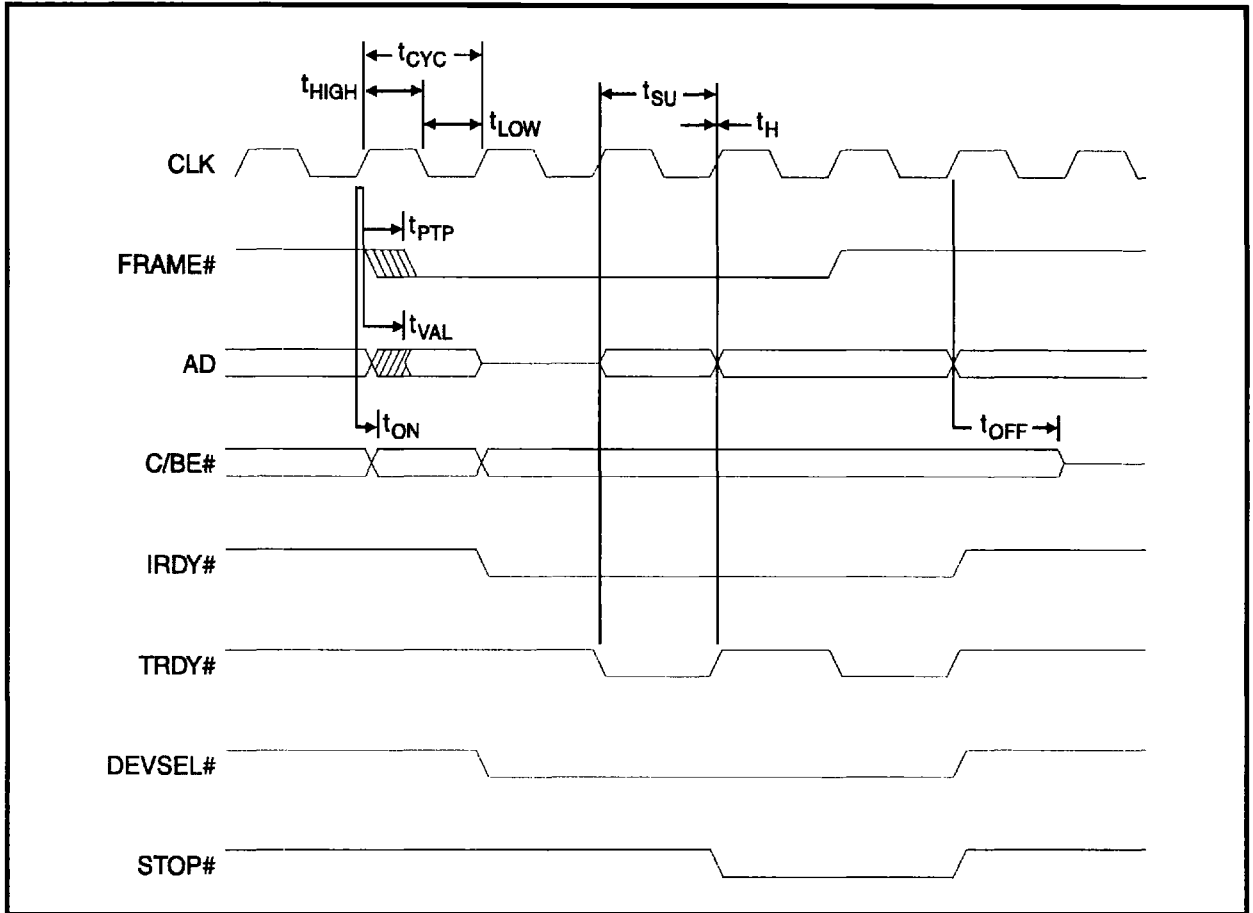 tCYC
tHIGH
tSU
tLOW
tH
CLK
tPTP
FRAME#
tVAL
AD
tON
tOFF
C/BE#
IRDY#
TRDY#
DEVSEL#
STOP#